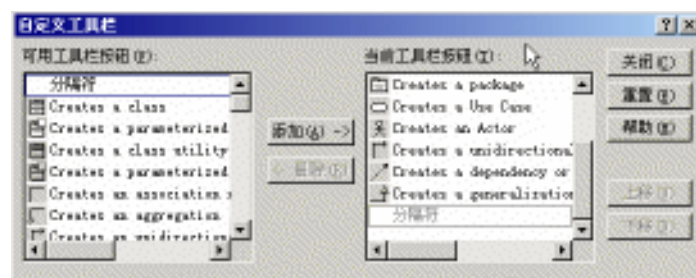 自定义工具栏
可用工具栏按钮(V):
分隔符
Creates a class
Creates a parameterized
Creates a class utility
Creates a parameterized
Creates an association
Creates an aggregation
Creates an unidirection
添加(A) ->
当前工具栏按钮(T):
Creates a package
Creates a Use Case
Creates an Actor
Creates a unidirectional
Creates a dependency or
Creates a generalization
分隔符
关闭(C)
重置(E)
帮助(H)
上移(U)
下移(D)